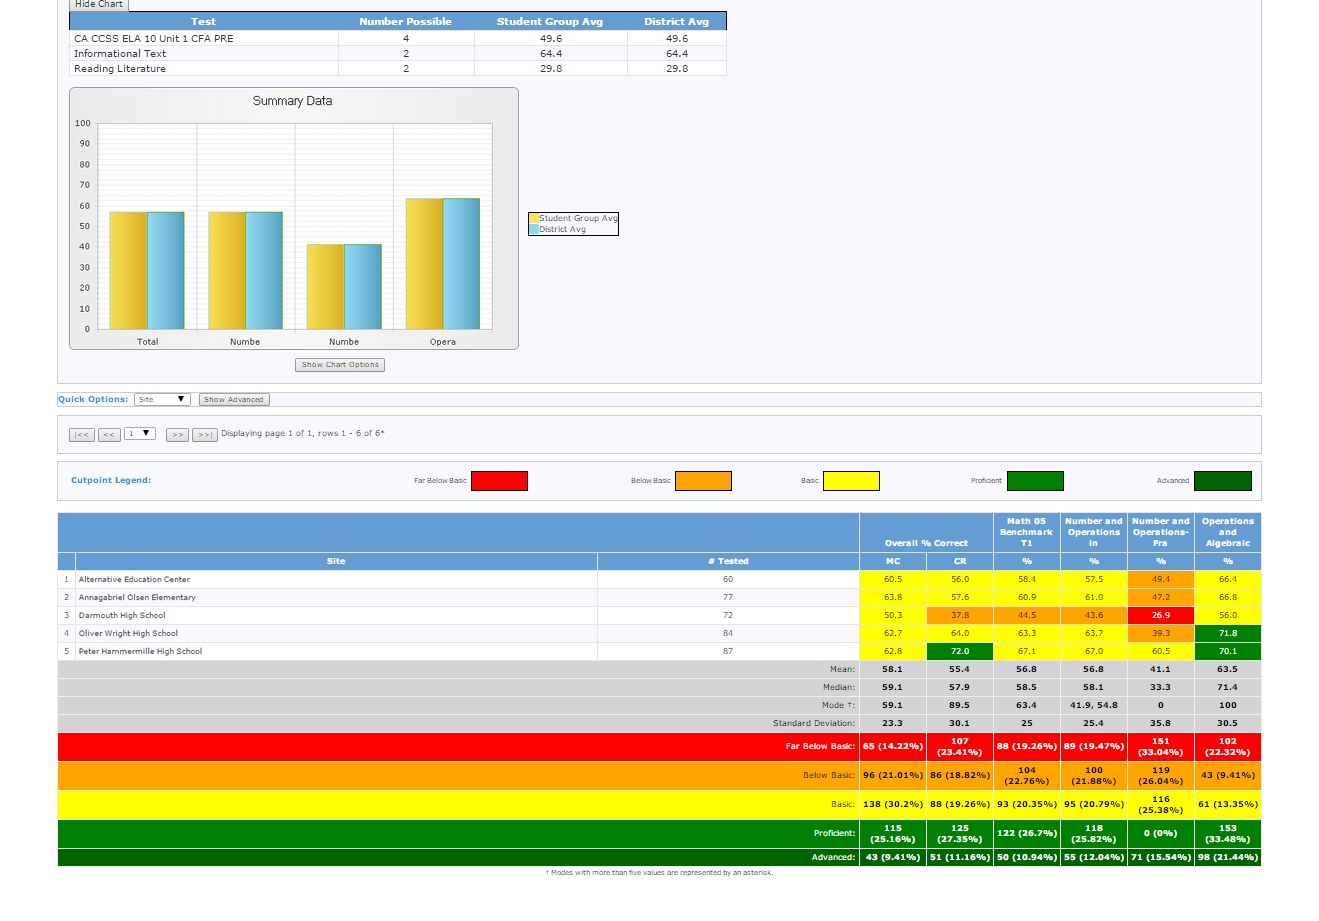 Hide Chart
Test Number Possible Student Group Avg District Avg
CA CCSS ELA 10 Unit 1 CFA PRE 4 49.6 49.6
Informational Text 2 64.4 64.4
Reading Literature 2 29.8 29.8
Summary Data
100
90
80
70
60
50
40
30
20
10
0
Total Numbe Numbe Opera
Student Group Avg
District Avg
Show Chart Options
Quick Options: Site Show Advanced
|<< << 1 >> >>| Displaying page 1 of 1, rows 1 - 6 of 6*
Cutpoint Legend: Far Below Basic Below Basic Basic Proficient Advanced
Overall % Correct Math 05 Benchmark T1 Number and Operations in Number and Operations-Fra Operations and Algebraic
Site # Tested MC CR % % % %
1 Alternative Education Center 60 60.5 56.0 58.4 57.5 49.4 66.4
2 Annagabriel Olsen Elementary 77 63.8 57.6 60.9 61.0 47.2 66.8
3 Darmouth High School 72 50.3 37.8 44.5 43.6 26.9 56.0
4 Oliver Wright High School 84 62.7 64.0 63.3 63.7 39.3 71.8
5 Peter Hammermille High School 87 62.8 72.0 67.1 67.0 60.5 70.1
Mean: 58.1 55.4 56.8 56.8 41.1 63.5
Median: 59.1 57.9 58.5 58.1 33.3 71.4
Mode †: 59.1 89.5 63.4 41.9, 54.8 0 100
Standard Deviation: 23.3 30.1 25 25.4 35.8 30.5
Far Below Basic: 65 (14.22%) 107 (23.41%) 88 (19.26%) 89 (19.47%) 151 (33.04%) 102 (22.32%)
Below Basic: 96 (21.01%) 86 (18.82%) 104 (22.76%) 100 (21.88%) 119 (26.04%) 43 (9.41%)
Basic: 138 (30.2%) 88 (19.26%) 93 (20.35%) 95 (20.79%) 116 (25.38%) 61 (13.35%)
Proficient: 115 (25.16%) 125 (27.35%) 122 (26.7%) 118 (25.82%) 0 (0%) 153 (33.48%)
Advanced: 43 (9.41%) 51 (11.16%) 50 (10.94%) 55 (12.04%) 71 (15.54%) 98 (21.44%)
† Modes with more than five values are represented by an asterisk.